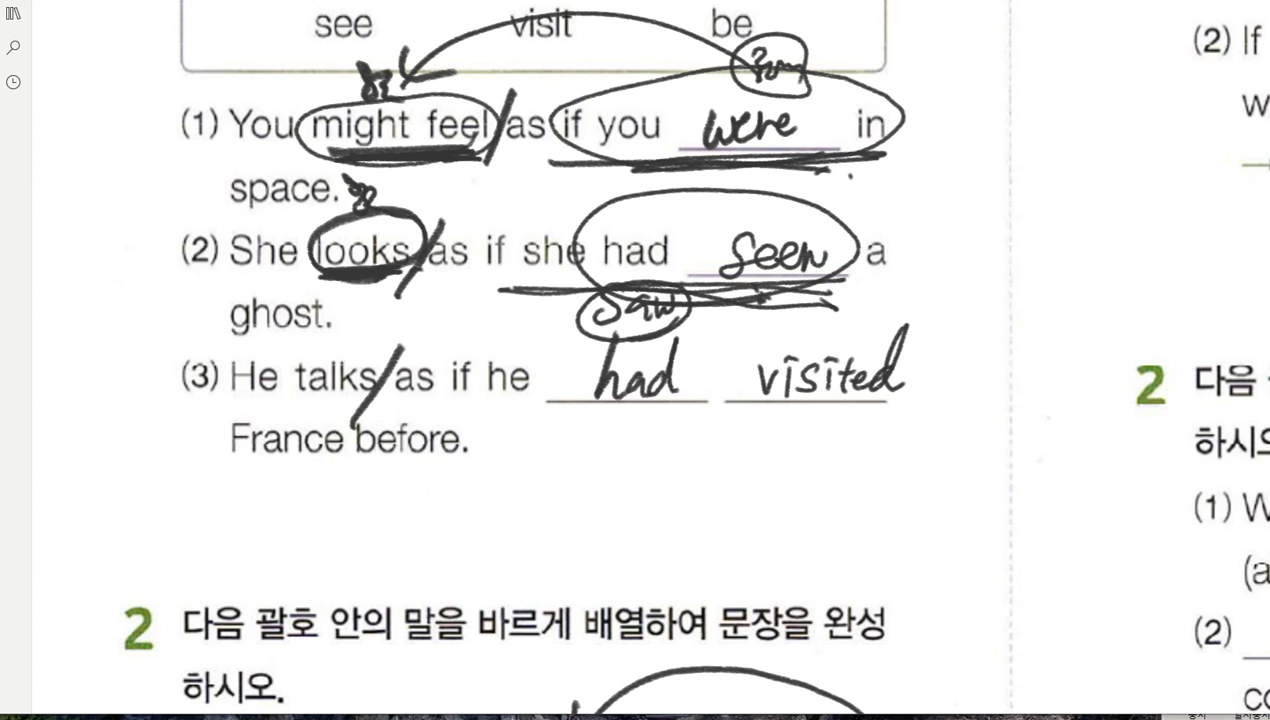 see visit be
(1) You might feel as if you were in
space.
(2) She looks as if she had seen a
ghost.
saw
(3) He talks as if he had visited
France before.
2 다음 괄호 안의 말을 바르게 배열하여 문장을 완성
하시오.
(2) If
w
2 다음
하시오
(1) W
(a
(2)
co